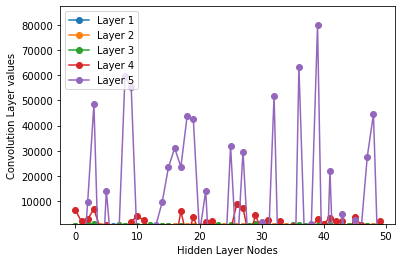 Layer 1
Layer 2
Layer 3
Layer 4
Layer 5
80000
70000
60000
50000
40000
30000
20000
10000
Convolution Layer values
0 10 20 30 40 50
Hidden Layer Nodes